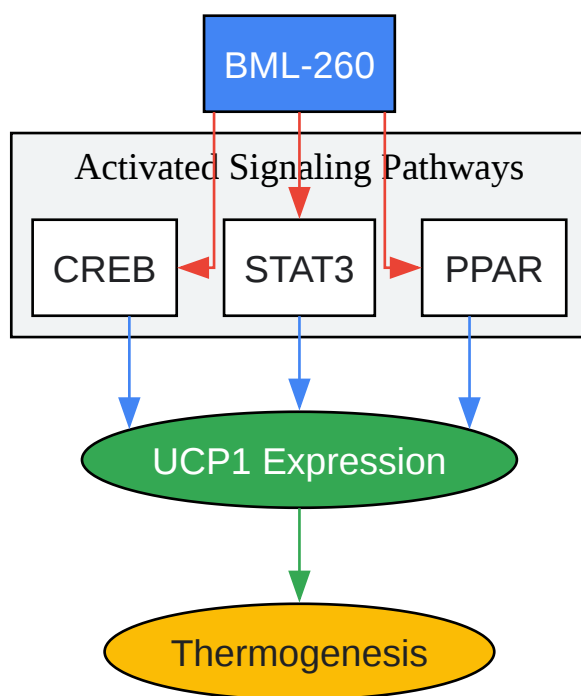 BML-260
Activated Signaling Pathways
CREB
STAT3
PPAR
UCP1 Expression
Thermogenesis